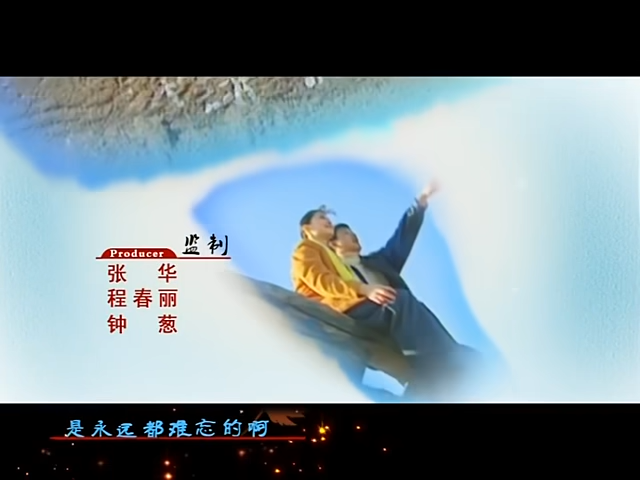 监制
Producer
张 华
程春丽
钟 葱
是永远都难忘的啊